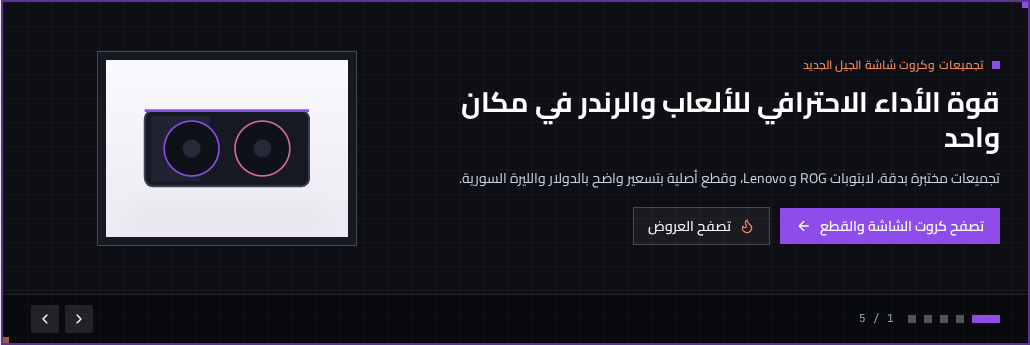 تجميعات وكروت شاشة الجيل الجديد
قوة الأداء الاحترافي للألعاب والرندر في مكان
واحد
تجميعات مختبرة بدقة، لابتوبات ROG و Lenovo، وقطع أصلية بتسعير واضح بالدولار والليرة السورية.
تصفح كروت الشاشة والقطع
تصفح العروض
5 / 1